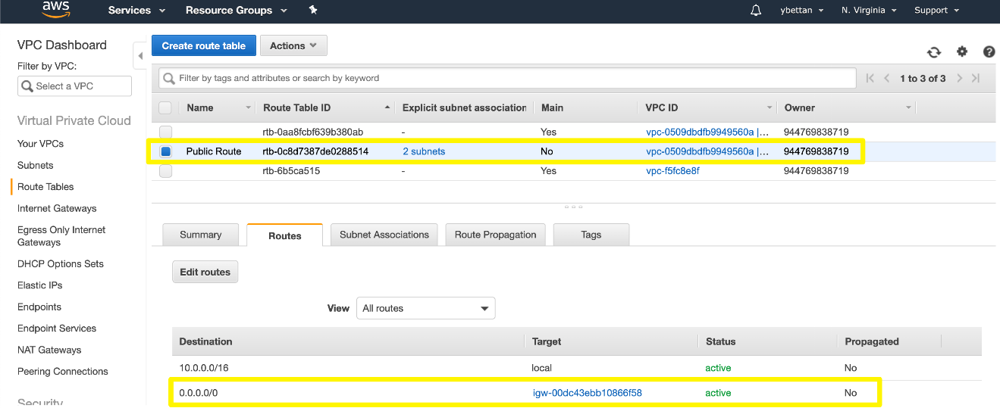 aws Services Resource Groups ybettan N. Virginia Support
VPC Dashboard
Filter by VPC:
Select a VPC
Virtual Private Cloud
Your VPCs
Subnets
Route Tables
Internet Gateways
Egress Only Internet
Gateways
DHCP Options Sets
Elastic IPs
Endpoints
Endpoint Services
NAT Gateways
Peering Connections
Security
Create route table Actions
Filter by tags and attributes or search by keyword 1 to 3 of 3
Name Route Table ID Explicit subnet association Main VPC ID Owner
rtb-0aa8fcbf639b380ab - Yes vpc-0509dbdfb9949560a |... 944769838719
Public Route rtb-0c8d7387de0288514 2 subnets No vpc-0509dbdfb9949560a |... 944769838719
rtb-6b5ca515 - Yes vpc-f5fc8e8f 944769838719
Summary Routes Subnet Associations Route Propagation Tags
Edit routes
View All routes
Destination Target Status Propagated
10.0.0.0/16 local active No
0.0.0.0/0 igw-00dc43ebb10866f58 active No